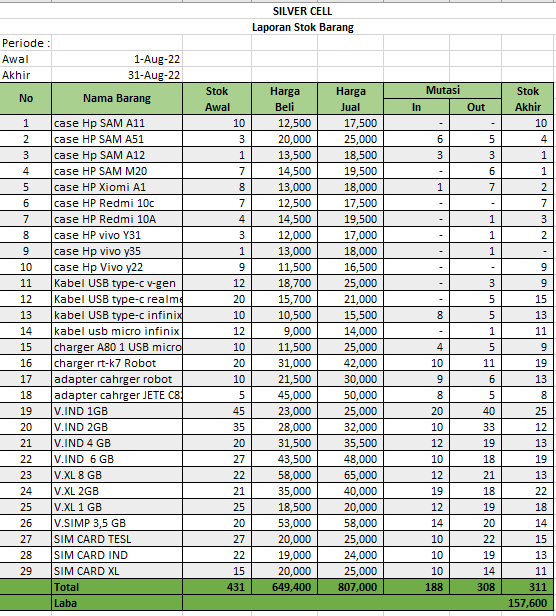 SILVER CELL
Laporan Stok Barang
Periode :
Awal 1-Aug-22
Akhir 31-Aug-22
No Nama Barang Stok Awal Harga Beli Harga Jual Mutasi In Out Stok Akhir
1 case Hp SAM A11 10 12,500 17,500 - - 10
2 case HP SAM A51 3 20,000 25,000 6 5 4
3 case Hp SAM A12 1 13,500 18,500 3 3 1
4 case HP SAM M20 7 14,500 19,500 - 6 1
5 case HP Xiomi A1 8 13,000 18,000 1 7 2
6 case HP Redmi 10c 7 12,500 17,500 - - 7
7 case HP Redmi 10A 4 14,500 19,500 - 1 3
8 case HP vivo Y31 3 12,000 17,000 - 1 2
9 case Hp vivo y35 1 13,000 18,000 - 1 -
10 case Hp Vivo y22 9 11,500 16,500 - - 9
11 Kabel USB type-c v-gen 12 18,700 25,000 - 3 9
12 Kabel USB type-c realme 20 15,700 21,000 - 5 15
13 kabel USB type-c infinix 10 10,500 15,500 8 5 13
14 kabel usb micro infinix 12 9,000 14,000 - 1 11
15 charger A80 1 USB micro 10 11,500 25,000 4 5 9
16 charger rt-k7 Robot 20 31,000 42,000 10 11 19
17 adapter cahrger robot 10 21,500 30,000 9 6 13
18 adapter cahrger JETE C82 5 45,000 50,000 8 5 8
19 V.IND 1GB 45 23,000 25,000 20 40 25
20 V.IND 2GB 35 28,000 32,000 10 33 12
21 V.IND 4 GB 20 31,500 35,500 12 19 13
22 V.IND 6 GB 27 43,500 48,000 10 18 19
23 V.XL 8 GB 22 58,000 65,000 12 21 13
24 V.XL 2GB 21 35,000 40,000 19 18 22
25 V.XL 1 GB 25 18,500 20,000 12 19 18
26 V.SIMP 3,5 GB 20 53,000 58,000 14 20 14
27 SIM CARD TESL 27 20,000 25,000 10 22 15
28 SIM CARD IND 22 19,000 24,000 10 19 13
29 SIM CARD XL 15 20,000 25,000 10 14 11
Total 431 649,400 807,000 188 308 311
Laba 157,600